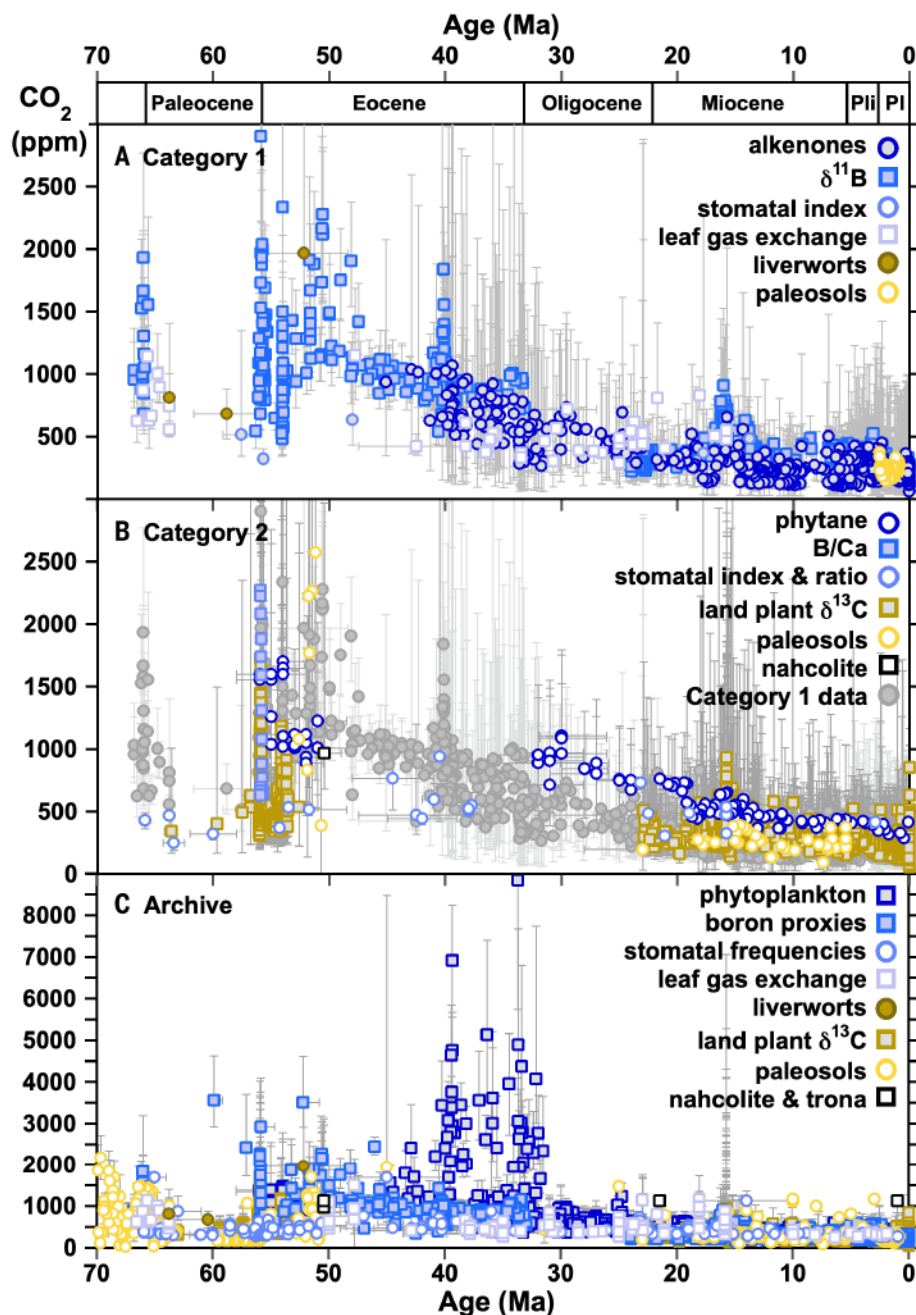 Age (Ma)
70 60 50 40 30 20 10 0
CO₂
(ppm)
Paleocene Eocene Oligocene Miocene Pli Pl
A Category 1
alkenones
δ¹¹B
stomatal index
leaf gas exchange
liverworts
paleosols
2500
2000
1500
1000
500
B Category 2
phytane
B/Ca
stomatal index & ratio
land plant δ¹³C
paleosols
nahcolite
Category 1 data
2500
2000
1500
1000
500
0
C Archive
phytoplankton
boron proxies
stomatal frequencies
leaf gas exchange
liverworts
land plant δ¹³C
paleosols
nahcolite & trona
8000
7000
6000
5000
4000
3000
2000
1000
0
70 60 50 40 30 20 10 0
Age (Ma)